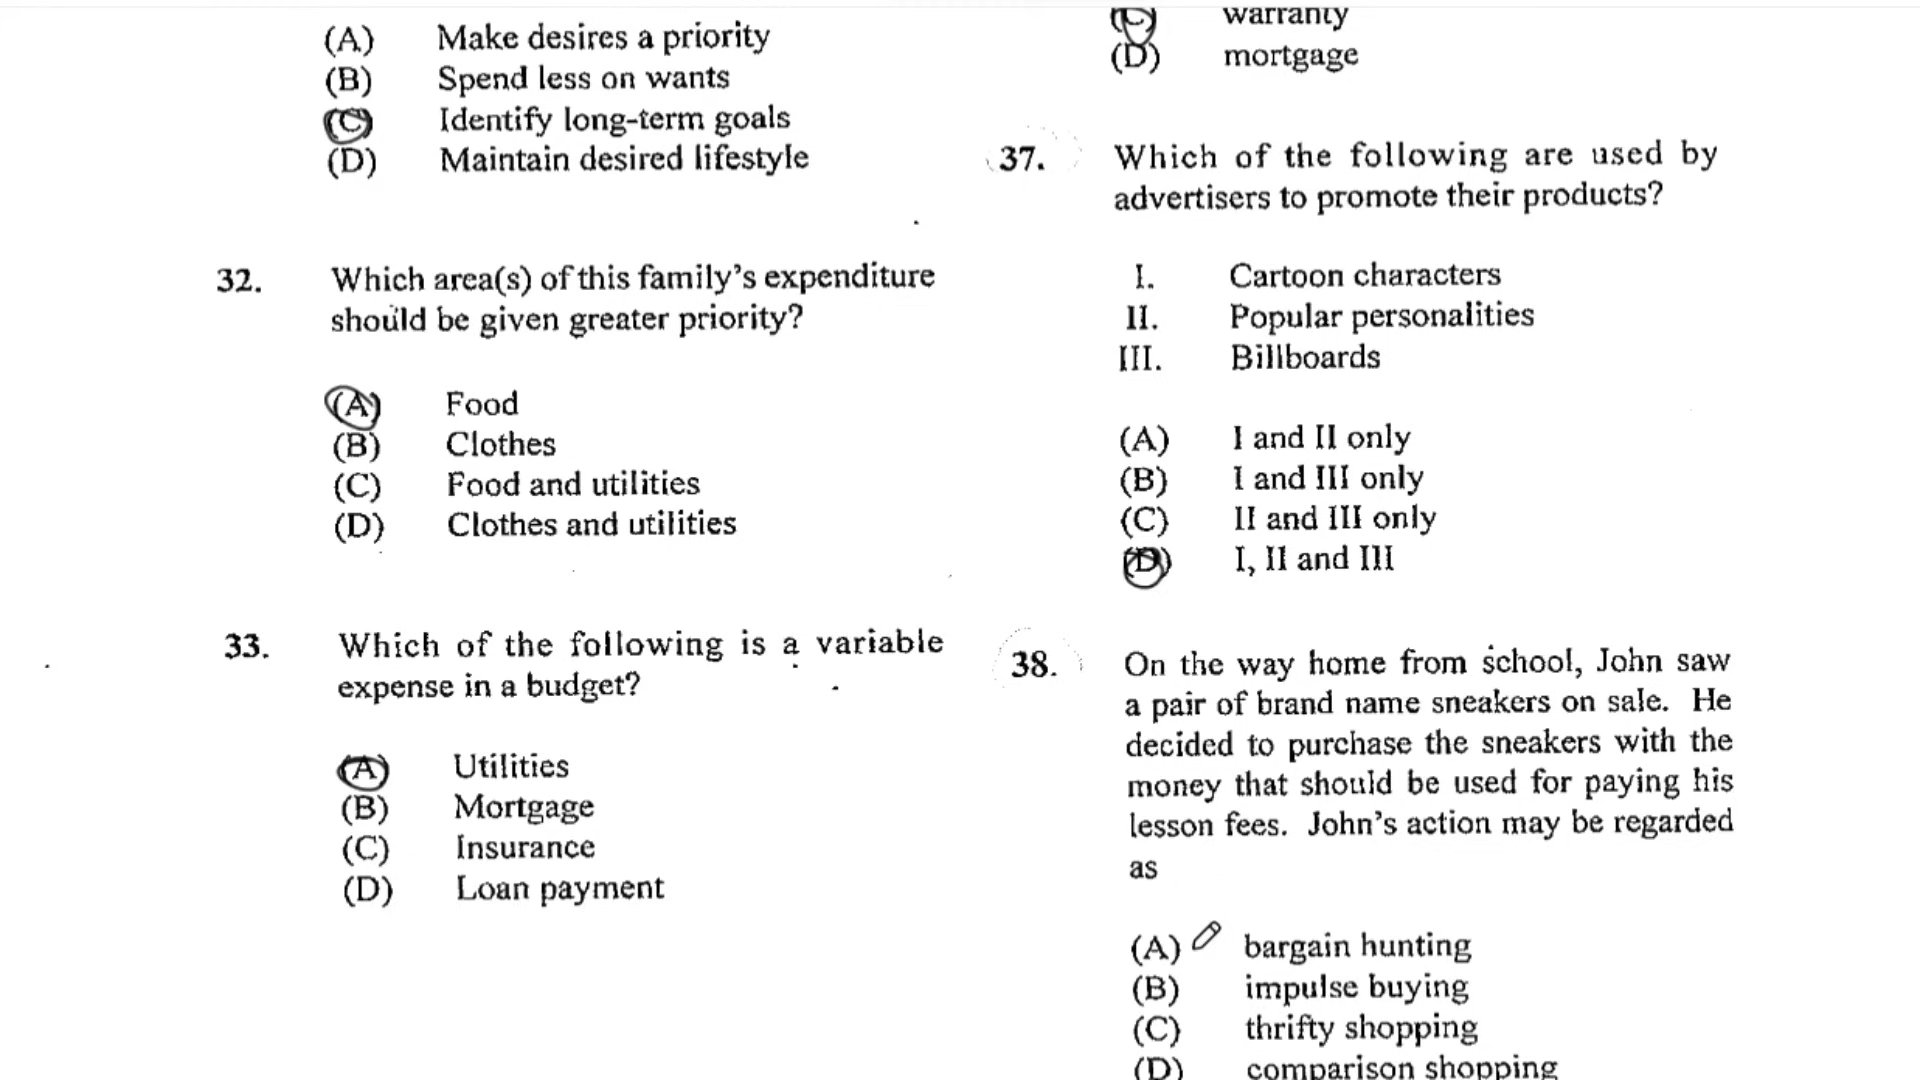 (A) Make desires a priority
(B) Spend less on wants
(C) Identify long-term goals
(D) Maintain desired lifestyle
32. Which area(s) of this family's expenditure
should be given greater priority?
(A) Food
(B) Clothes
(C) Food and utilities
(D) Clothes and utilities
33. Which of the following is a variable
expense in a budget?
(A) Utilities
(B) Mortgage
(C) Insurance
(D) Loan payment
(C) warranty
(D) mortgage
37. Which of the following are used by
advertisers to promote their products?
I. Cartoon characters
II. Popular personalities
III. Billboards
(A) I and II only
(B) I and III only
(C) II and III only
(D) I, II and III
38. On the way home from school, John saw
a pair of brand name sneakers on sale. He
decided to purchase the sneakers with the
money that should be used for paying his
lesson fees. John's action may be regarded
as
(A) bargain hunting
(B) impulse buying
(C) thrifty shopping
(D) comparison shopping